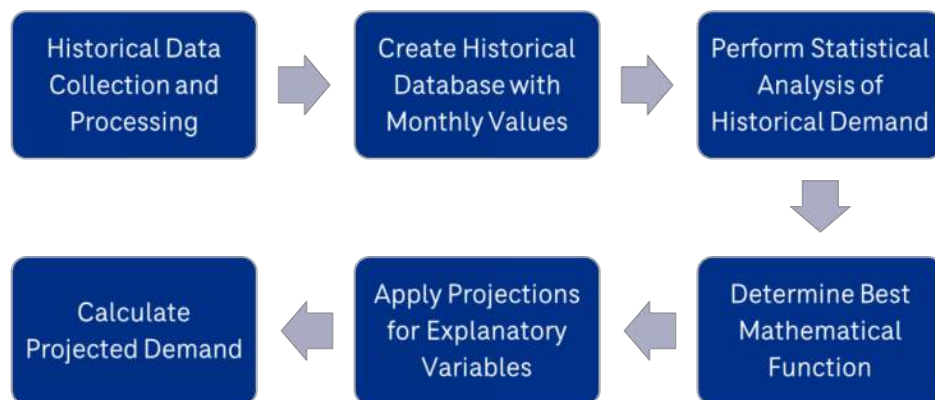 Historical Data
Collection and
Processing
Create Historical
Database with
Monthly Values
Perform Statistical
Analysis of
Historical Demand
Determine Best
Mathematical
Function
Apply Projections
for Explanatory
Variables
Calculate
Projected Demand